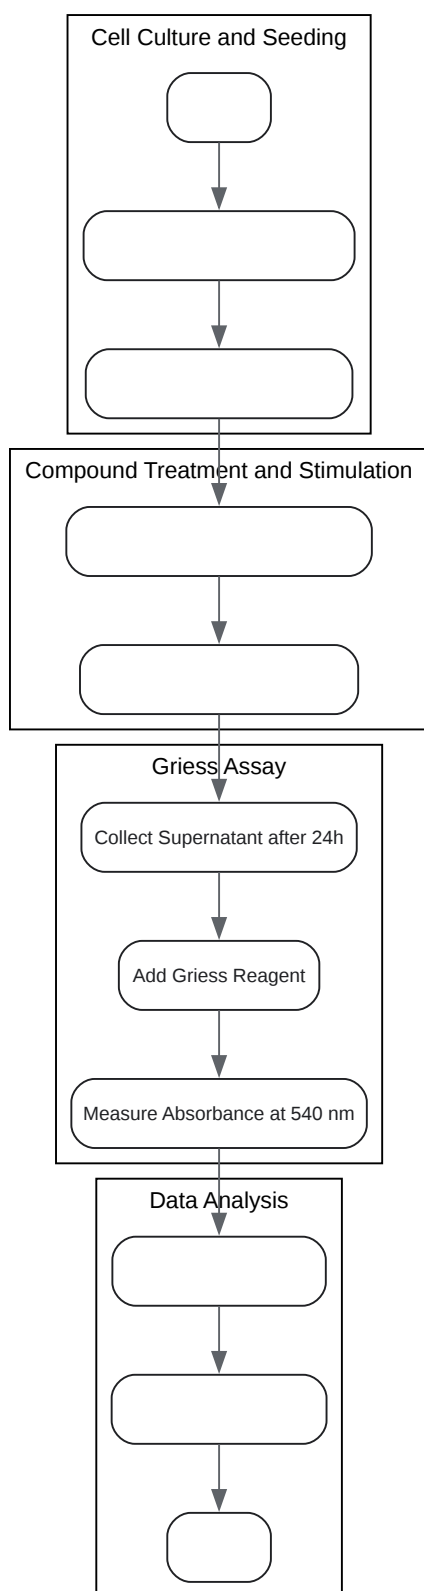 Cell Culture and Seeding
Compound Treatment and Stimulation
Griess Assay
Collect Supernatant after 24h
Add Griess Reagent
Measure Absorbance at 540 nm
Data Analysis